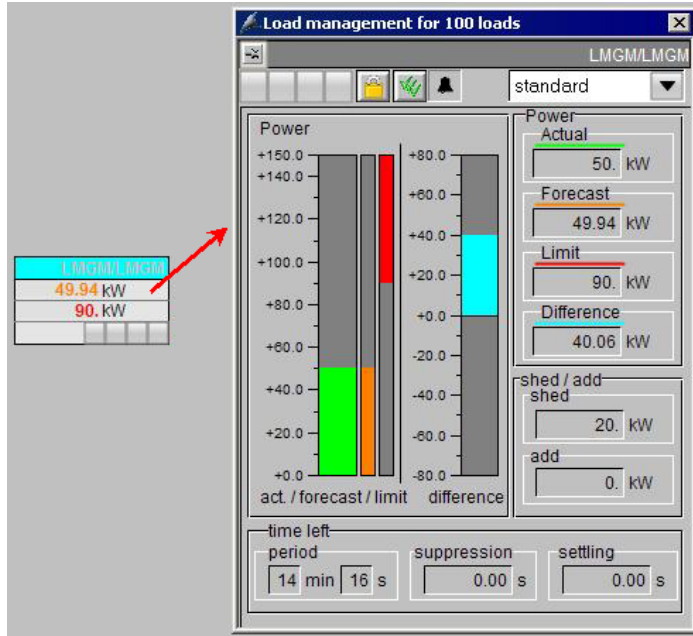 Load management for 100 loads
LMGM/LMGM
standard
Power
+150.0
+140.0
+120.0
+100.0
+80.0
+60.0
+40.0
+20.0
+0.0
act. / forecast / limit
+80.0
+60.0
+40.0
+20.0
+0.0
-20.0
-40.0
-60.0
-80.0
difference
Power
Actual
50. kW
Forecast
49.94 kW
Limit
90. kW
Difference
40.06 kW
shed / add
shed
20. kW
add
0. kW
time left
period
14 min 16 s
suppression
0.00 s
settling
0.00 s
LMGM/LMGM
49.94 kW
90. kW